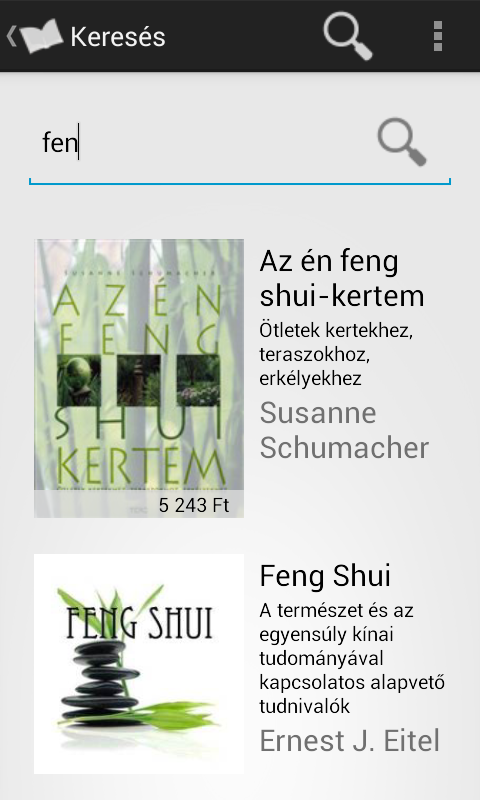 Keresés
fen
SUSANNE SCHUMACHER
AZ ÉN
FENG
SHUI
KERTEM
5 243 Ft
Az én feng
shui-kertem
Ötletek kertekhez,
teraszokhoz,
erkélyekhez
Susanne
Schumacher
FENG SHUI
Feng Shui
A természet és az
egyensúly kínai
tudományával
kapcsolatos alapvető
tudnivalók
Ernest J. Eitel